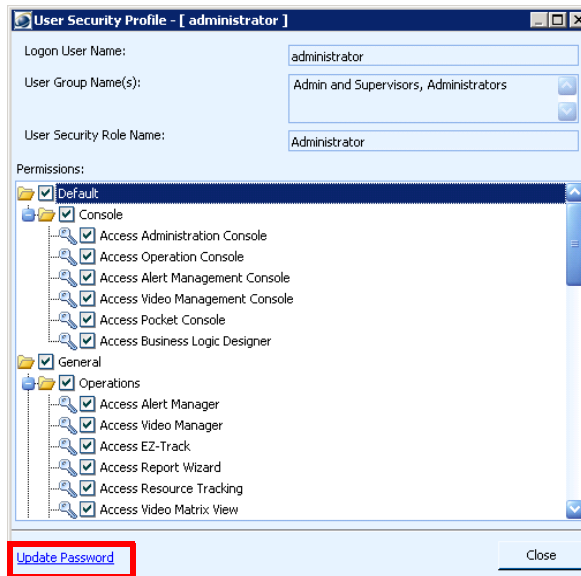 User Security Profile - [ administrator ]
Logon User Name:
administrator
User Group Name(s):
Admin and Supervisors, Administrators
User Security Role Name:
Administrator
Permissions:
Default
Console
Access Administration Console
Access Operation Console
Access Alert Management Console
Access Video Management Console
Access Pocket Console
Access Business Logic Designer
General
Operations
Access Alert Manager
Access Video Manager
Access EZ-Track
Access Report Wizard
Access Resource Tracking
Access Video Matrix View
Update Password
Close